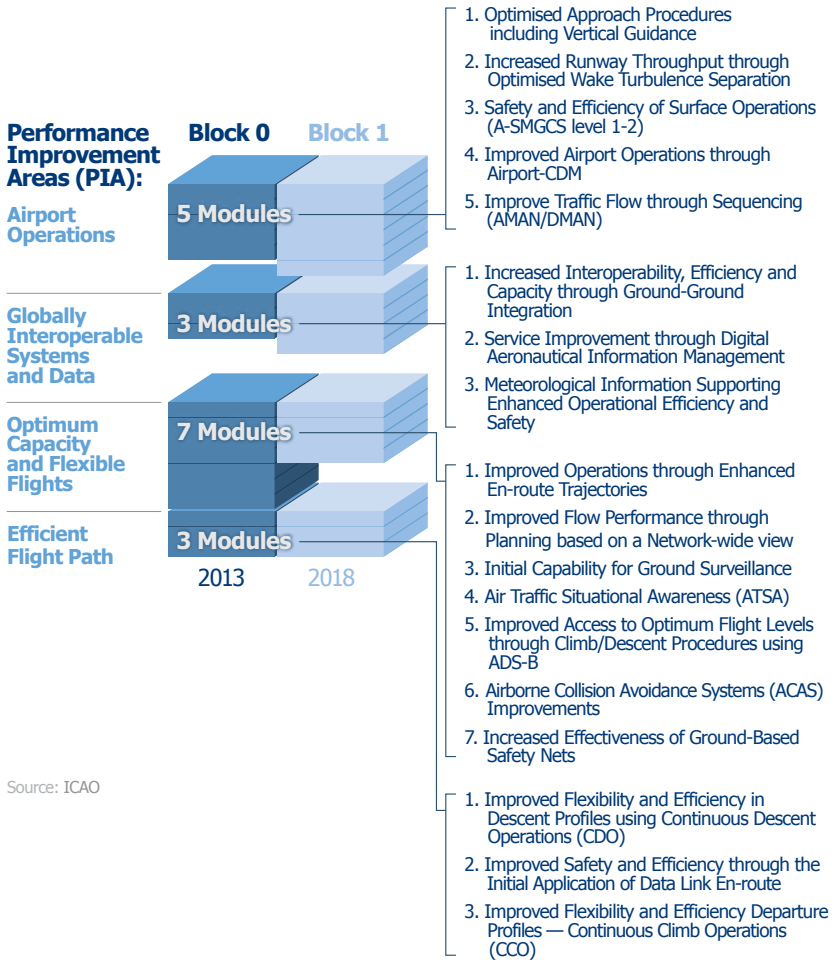 Performance
Improvement
Areas (PIA):
Block 0
Block 1
Airport
Operations
5 Modules
Globally
Interoperable
Systems
and Data
3 Modules
Optimum
Capacity
and Flexible
Flights
7 Modules
Efficient
Flight Path
3 Modules
2013
2018
1. Optimised Approach Procedures
including Vertical Guidance
2. Increased Runway Throughput through
Optimised Wake Turbulence Separation
3. Safety and Efficiency of Surface Operations
(A-SMGCS level 1-2)
4. Improved Airport Operations through
Airport-CDM
5. Improve Traffic Flow through Sequencing
(AMAN/DMAN)
1. Increased Interoperability, Efficiency and
Capacity through Ground-Ground
Integration
2. Service Improvement through Digital
Aeronautical Information Management
3. Meteorological Information Supporting
Enhanced Operational Efficiency and
Safety
1. Improved Operations through Enhanced
En-route Trajectories
2. Improved Flow Performance through
Planning based on a Network-wide view
3. Initial Capability for Ground Surveillance
4. Air Traffic Situational Awareness (ATSA)
5. Improved Access to Optimum Flight Levels
through Climb/Descent Procedures using
ADS-B
6. Airborne Collision Avoidance Systems (ACAS)
Improvements
7. Increased Effectiveness of Ground-Based
Safety Nets
1. Improved Flexibility and Efficiency in
Descent Profiles using Continuous Descent
Operations (CDO)
2. Improved Safety and Efficiency through the
Initial Application of Data Link En-route
3. Improved Flexibility and Efficiency Departure
Profiles — Continuous Climb Operations
(CCO)
Source: ICAO